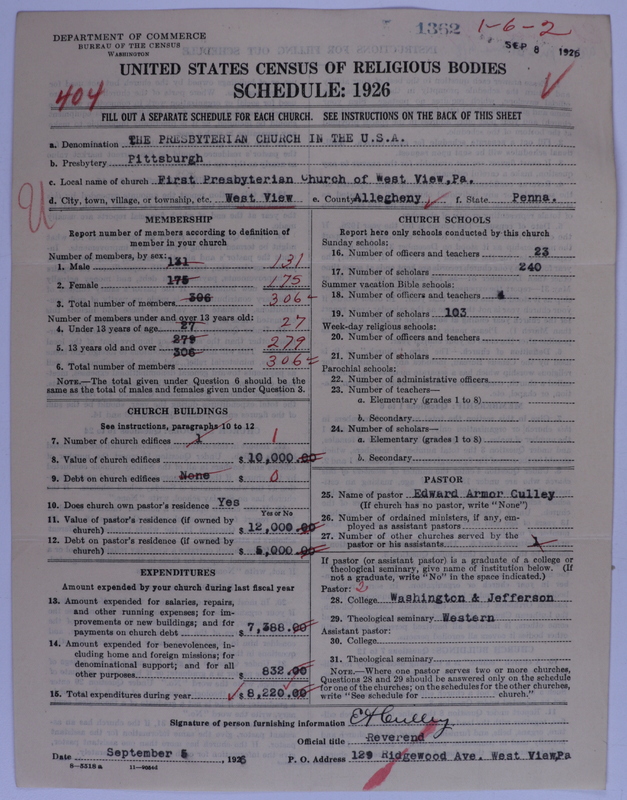 DEPARTMENT OF COMMERCE
BUREAU OF THE CENSUS
WASHINGTON
1362
1-6-2
SEP 8 1926
UNITED STATES CENSUS OF RELIGIOUS BODIES
SCHEDULE: 1926
404
FILL OUT A SEPARATE SCHEDULE FOR EACH CHURCH. SEE INSTRUCTIONS ON THE BACK OF THIS SHEET
a. Denomination THE PRESBYTERIAN CHURCH IN THE U.S.A.
b. Presbytery Pittsburgh
c. Local name of church First Presbyterian Church of West View,Pa.
d. City, town, village, or township, etc. West View e. County Allegheny f. State Penna.
MEMBERSHIP
Report number of members according to definition of
member in your church
Number of members, by sex:
1. Male 131 131
2. Female 175 175
3. Total number of members 306 306
Number of members under and over 13 years old:
4. Under 13 years of age 27 27
5. 13 years old and over 279 279
6. Total number of members 306 306
NOTE.—The total given under Question 6 should be the
same as the total of males and females given under Question 3.
CHURCH BUILDINGS
See instructions, paragraphs 10 to 12
7. Number of church edifices 1 1
8. Value of church edifices $ 10,000.00
9. Debt on church edifices None $ 0
10. Does church own pastor's residence Yes
Yes or No
11. Value of pastor's residence (if owned by
church) $ 12,000.00
12. Debt on pastor's residence (if owned by
church) $ 5,000.00
EXPENDITURES
Amount expended by your church during last fiscal year
13. Amount expended for salaries, repairs,
and other running expenses; for im-
provements or new buildings; and for
payments on church debt $ 7,388.00
14. Amount expended for benevolences, in-
cluding home and foreign missions; for
denominational support; and for all
other purposes $ 832.00
15. Total expenditures during year $ 8,220.00
CHURCH SCHOOLS
Report here only schools conducted by this church
Sunday schools:
16. Number of officers and teachers 23
17. Number of scholars 240
Summer vacation Bible schools:
18. Number of officers and teachers 4
19. Number of scholars 103
Week-day religious schools:
20. Number of officers and teachers
21. Number of scholars
Parochial schools:
22. Number of administrative officers
23. Number of teachers—
a. Elementary (grades 1 to 8)
b. Secondary
24. Number of scholars—
a. Elementary (grades 1 to 8)
b. Secondary
PASTOR
25. Name of pastor Edward Armor Culley
(If church has no pastor, write "None")
26. Number of ordained ministers, if any, em-
ployed as assistant pastors
27. Number of other churches served by the
pastor or his assistants 1
If pastor (or assistant pastor) is a graduate of a college or
theological seminary, give name of institution below. (If
not a graduate, write "No" in the space indicated.)
Pastor: 2
28. College Washington & Jefferson
29. Theological seminary Western
Assistant pastor:
30. College
31. Theological seminary
NOTE.—Where one pastor serves two or more churches,
Questions 28 and 29 should be answered only on the schedule
for one of the churches; on the schedules for the other churches,
write "See schedule for church."
Signature of person furnishing information E A Culley
Official title Reverend
Date September 5, 1926 P. O. Address 129 Ridgewood Ave. West View,Pa
8—5518a